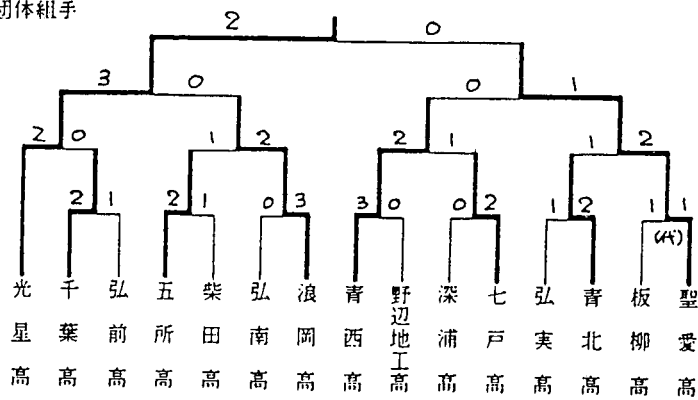 団体組手
2 0
3 0 0 1
2 0 1 2 2 1 1 2
2 1 2 1 0 3 3 0 0 2 1 2 1 1
(代)
光星高
千葉高
弘前高
五所高
柴田高
弘南高
浪岡高
青西高
野辺地工高
深浦高
七戸高
弘実高
青北高
板柳高
聖愛高